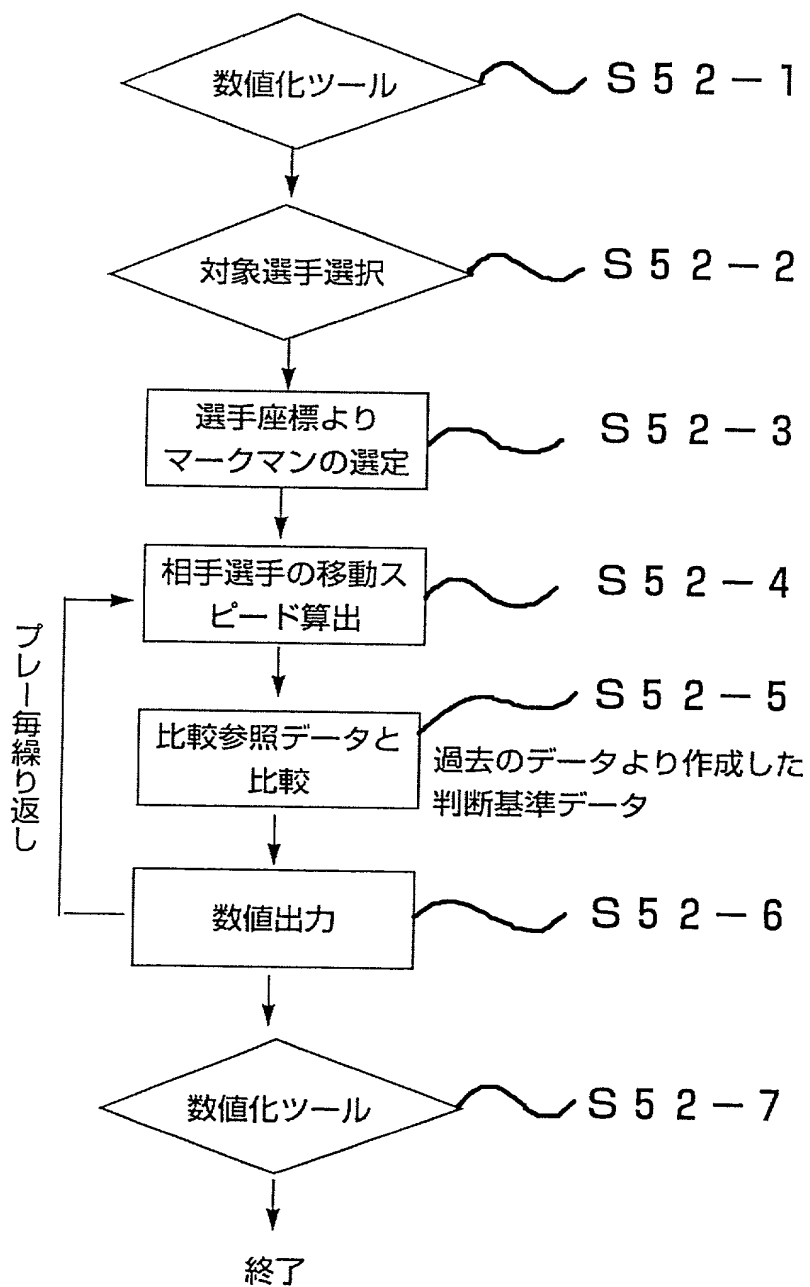 数値化ツール
S52-1
対象選手選択
S52-2
選手座標より
マークマンの選定
S52-3
相手選手の移動ス
ピード算出
S52-4
プレー毎繰り返し
比較参照データと
比較
S52-5
過去のデータより作成した
判断基準データ
数値出力
S52-6
数値化ツール
S52-7
終了